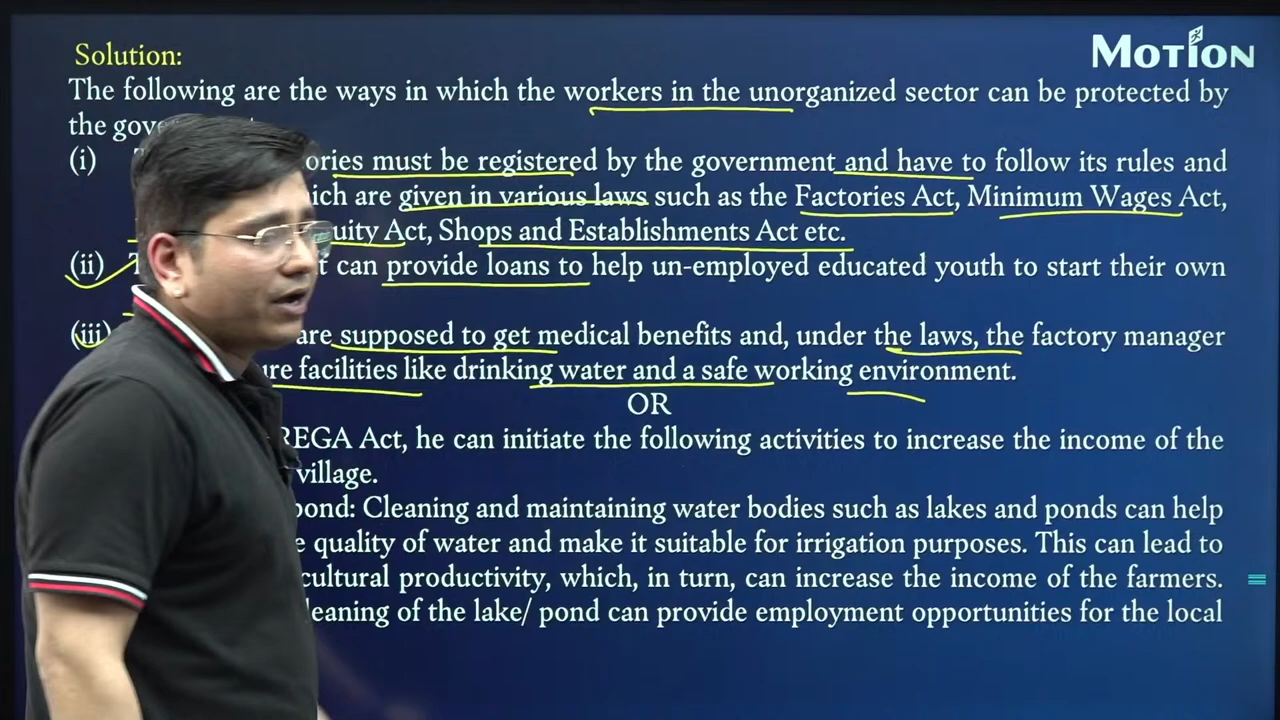 MOTION
Solution:
The following are the ways in which the workers in the unorganized sector can be protected by
the
(i) ories must be registered by the government and have to follow its rules and
ich are given in various laws such as the Factories Act, Minimum Wages Act,
uity Act, Shops and Establishments Act etc.
(ii) can provide loans to help un-employed educated youth to start their own
(iii) are supposed to get medical benefits and, under the laws, the factory manager
ure facilities like drinking water and a safe working environment.
OR
REGA Act, he can initiate the following activities to increase the income of the
village.
pond: Cleaning and maintaining water bodies such as lakes and ponds can help
e quality of water and make it suitable for irrigation purposes. This can lead to
cultural productivity, which, in turn, can increase the income of the farmers.
leaning of the lake/ pond can provide employment opportunities for the local